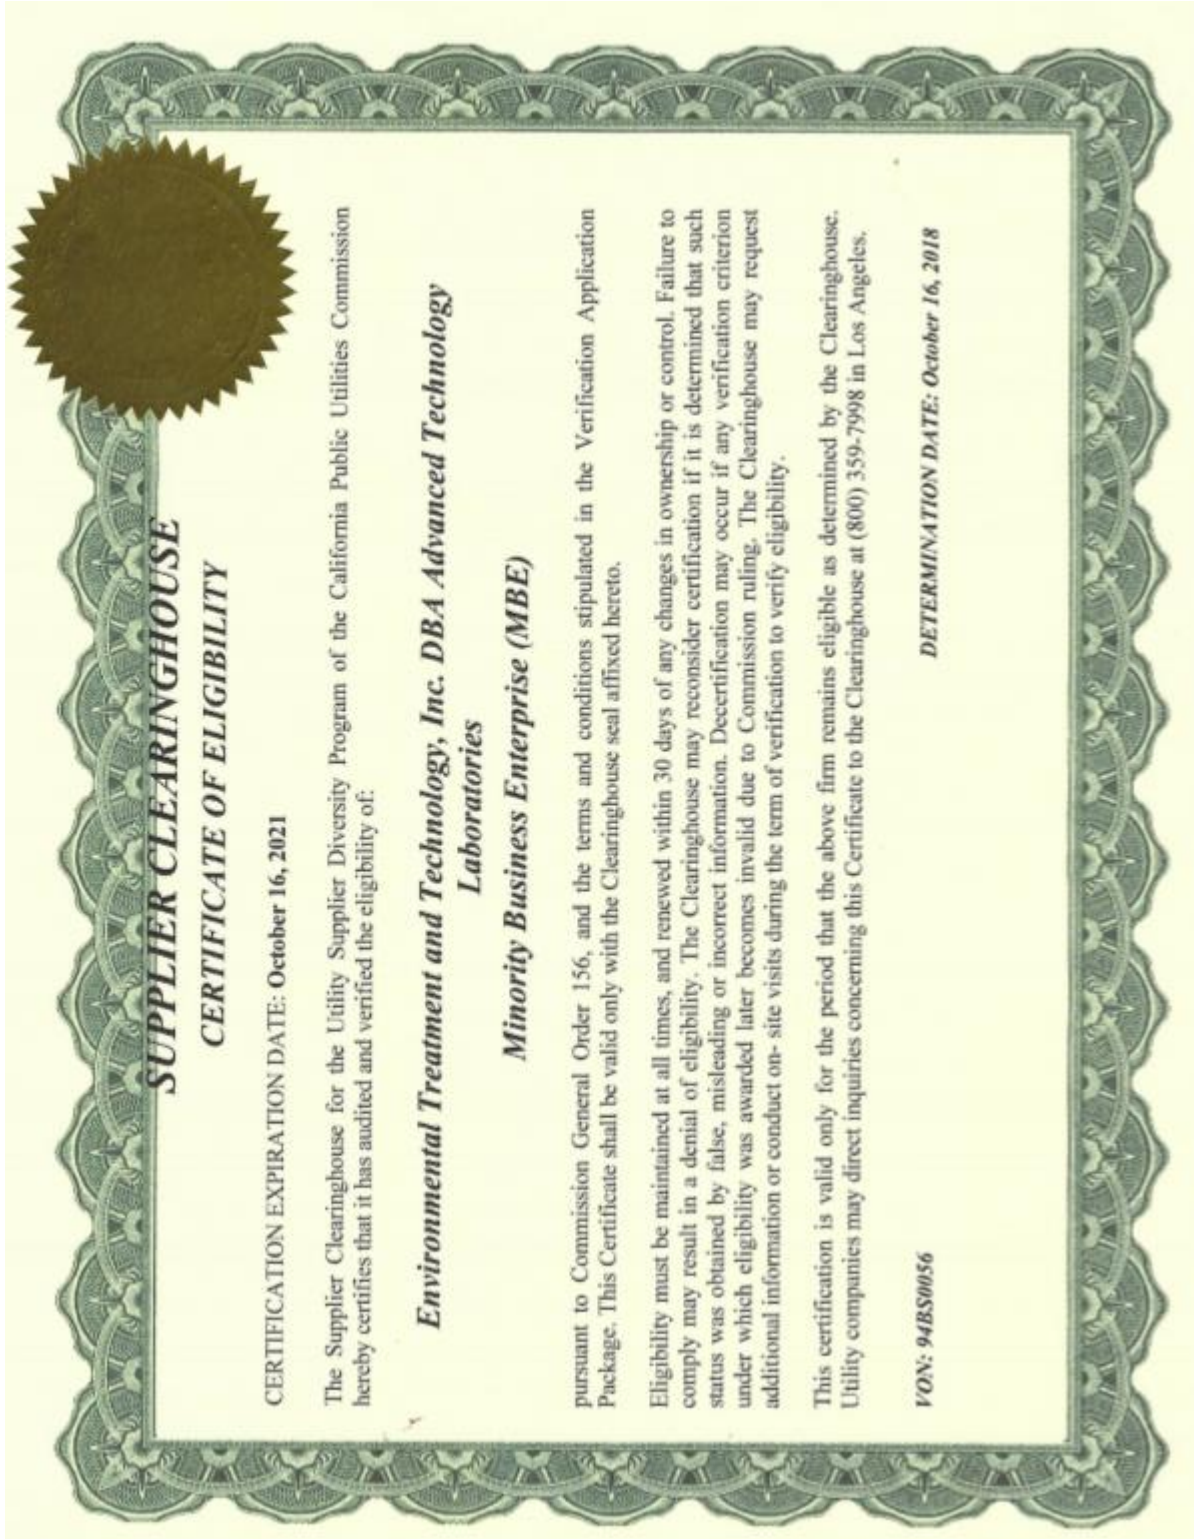 SUPPLIER CLEARINGHOUSE
CERTIFICATE OF ELIGIBILITY
CERTIFICATION EXPIRATION DATE: October 16, 2021
The Supplier Clearinghouse for the Utility Supplier Diversity Program of the California Public Utilities Commission
hereby certifies that it has audited and verified the eligibility of:
Environmental Treatment and Technology, Inc. DBA Advanced Technology
Laboratories
Minority Business Enterprise (MBE)
pursuant to Commission General Order 156, and the terms and conditions stipulated in the Verification Application
Package. This Certificate shall be valid only with the Clearinghouse seal affixed hereto.
Eligibility must be maintained at all times, and renewed within 30 days of any changes in ownership or control. Failure to
comply may result in a denial of eligibility. The Clearinghouse may reconsider certification if it is determined that such
status was obtained by false, misleading or incorrect information. Decertification may occur if any verification criterion
under which eligibility was awarded later becomes invalid due to Commission ruling. The Clearinghouse may request
additional information or conduct on- site visits during the term of verification to verify eligibility.
This certification is valid only for the period that the above firm remains eligible as determined by the Clearinghouse.
Utility companies may direct inquiries concerning this Certificate to the Clearinghouse at (800) 359-7998 in Los Angeles.
VON: 94BS0056 DETERMINATION DATE: October 16, 2018